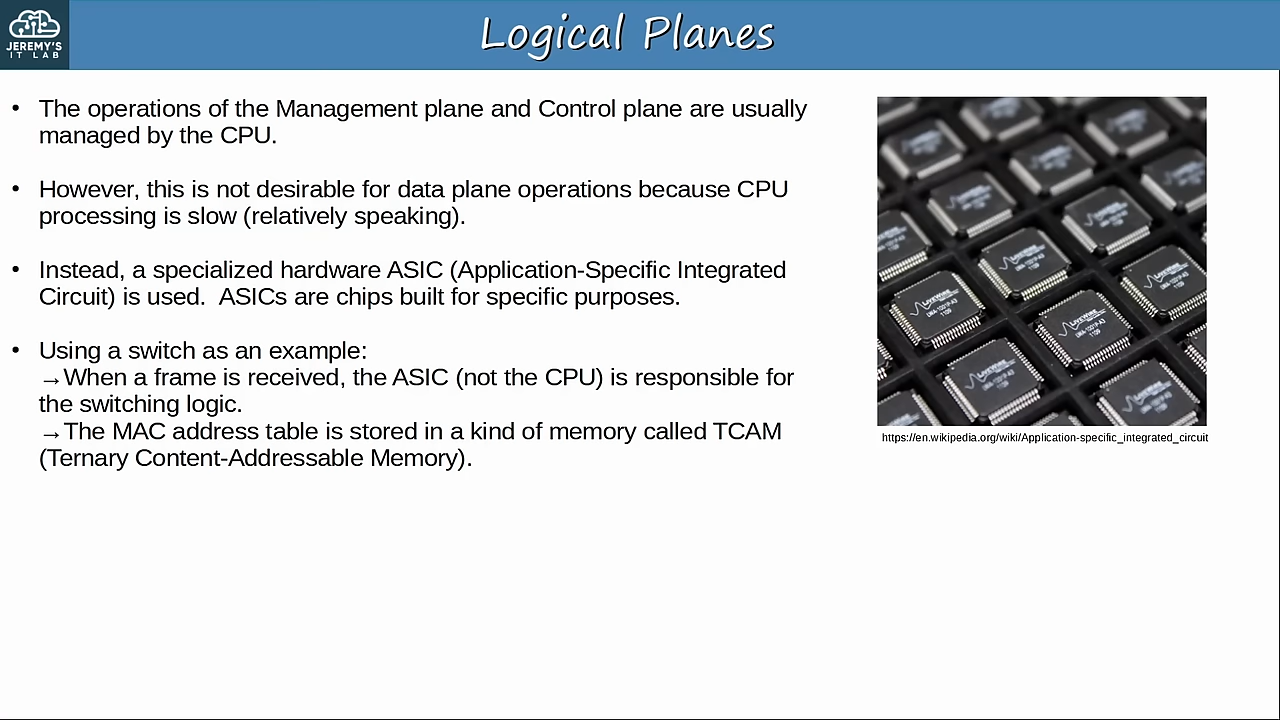 JEREMY'S
IT LAB
Logical Planes
• The operations of the Management plane and Control plane are usually
managed by the CPU.
• However, this is not desirable for data plane operations because CPU
processing is slow (relatively speaking).
• Instead, a specialized hardware ASIC (Application-Specific Integrated
Circuit) is used.  ASICs are chips built for specific purposes.
• Using a switch as an example:
→When a frame is received, the ASIC (not the CPU) is responsible for
the switching logic.
→The MAC address table is stored in a kind of memory called TCAM
(Ternary Content-Addressable Memory).
LIVEWIRE
1109
https://en.wikipedia.org/wiki/Application-specific_integrated_circuit